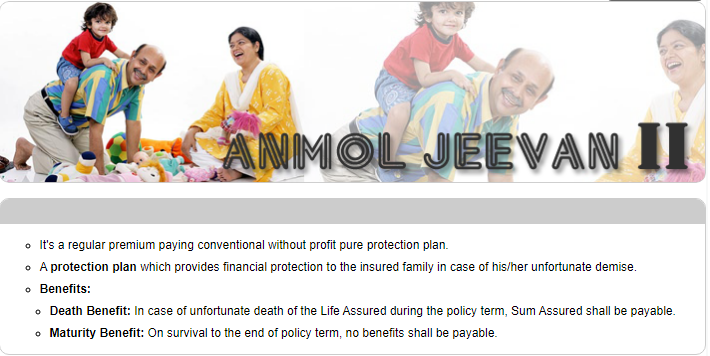 ANMOL JEEVAN II
It's a regular premium paying conventional without profit pure protection plan.
A protection plan which provides financial protection to the insured family in case of his/her unfortunate demise.
Benefits:
Death Benefit: In case of unfortunate death of the Life Assured during the policy term, Sum Assured shall be payable.
Maturity Benefit: On survival to the end of policy term, no benefits shall be payable.